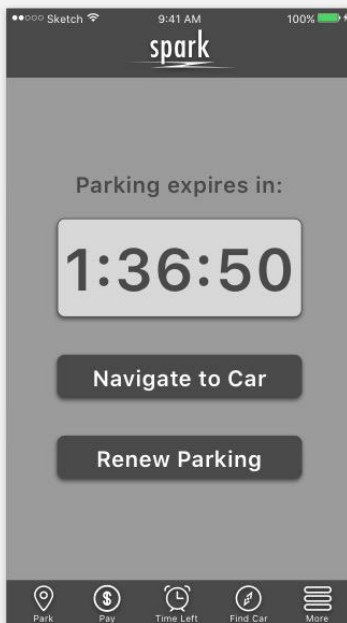 Sketch 9:41 AM 100%
spark
Parking expires in:
1:36:50
Navigate to Car
Renew Parking
$
Park Pay Time Left Find Car More